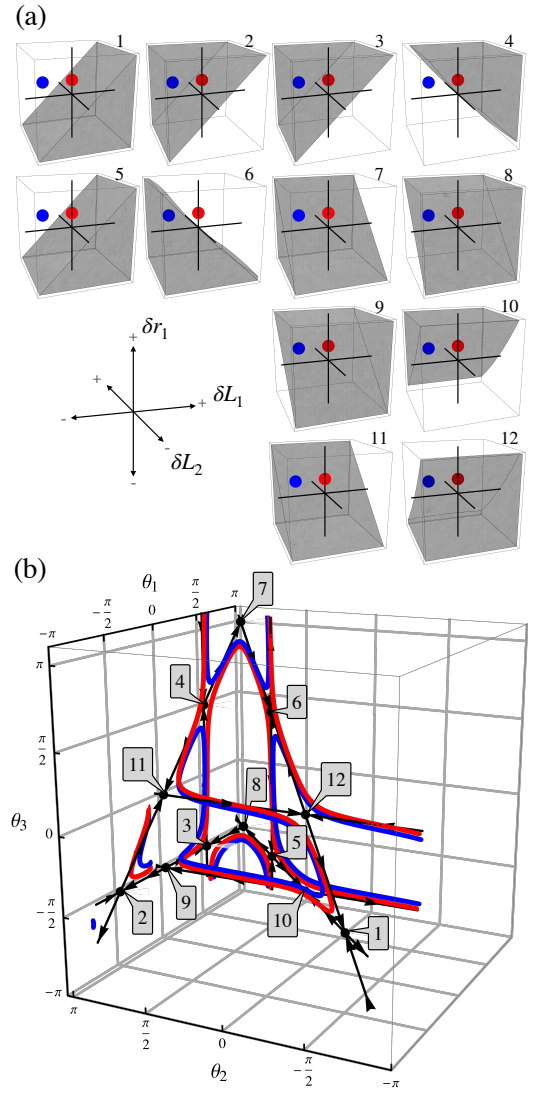 (a)
1 2 3 4
5 6 7 8
9 10
11 12
+ δr₁
+
- + δL₁
- δL₂
-
(b)
θ₁
-π -π/2 0 π/2 π
π
π/2
θ₃ 0
-π/2
-π
7
4 6
11 12
8
3 5
2 9 10 1
π π/2 0 -π/2 -π
θ₂